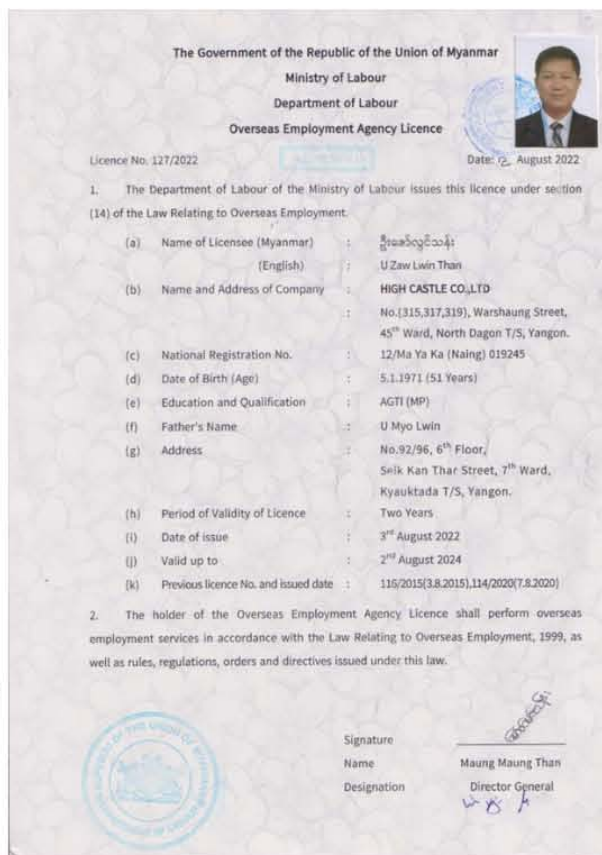 The Government of the Republic of the Union of Myanmar
Ministry of Labour
Department of Labour
Overseas Employment Agency Licence
Licence No. 127/2022
Date: August 2022
1. The Department of Labour of the Ministry of Labour issues this licence under section
(14) of the Law Relating to Overseas Employment.
(a) Name of Licensee (Myanmar) : ဦးဇော်လွင်သန်း
(English) : U Zaw Lwin Than
(b) Name and Address of Company : HIGH CASTLE CO.,LTD
: No.(315,317,319), Warshaung Street,
45th Ward, North Dagon T/S, Yangon.
(c) National Registration No. : 12/Ma Ya Ka (Naing) 019245
(d) Date of Birth (Age) : 5.1.1971 (51 Years)
(e) Education and Qualification : AGTI (MP)
(f) Father's Name : U Myo Lwin
(g) Address : No.92/96, 6th Floor,
Seik Kan Thar Street, 7th Ward,
Kyauktada T/S, Yangon.
(h) Period of Validity of Licence : Two Years
(i) Date of issue : 3rd August 2022
(j) Valid up to : 2nd August 2024
(k) Previous licence No. and issued date : 116/2015(3.8.2015),114/2020(7.8.2020)
2. The holder of the Overseas Employment Agency Licence shall perform overseas
employment services in accordance with the Law Relating to Overseas Employment, 1999, as
well as rules, regulations, orders and directives issued under this law.
Signature
Name Maung Maung Than
Designation Director General